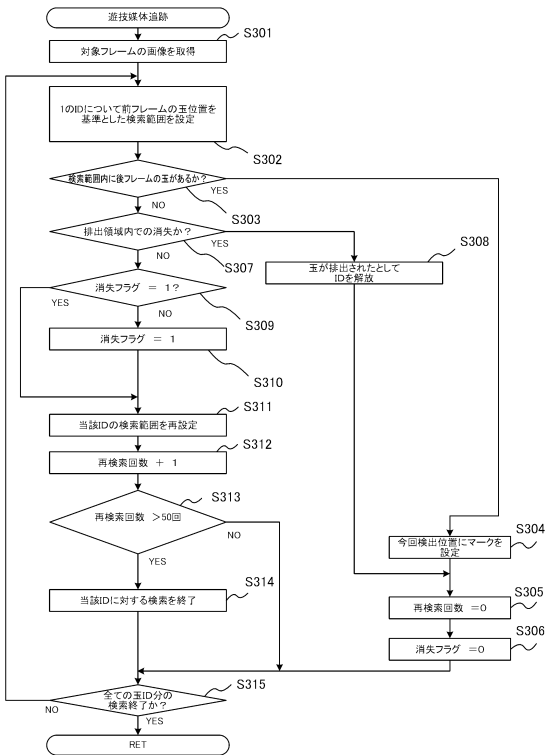 遊技媒体追跡
対象フレームの画像を取得
S301
1のIDについて前フレームの玉位置を
基準とした検索範囲を設定
S302
検索範囲内に後フレームの玉があるか?
YES
NO
S303
排出領域内での消失か?
YES
NO
S307
玉が排出されたとして
IDを解放
S308
消失フラグ = 1?
YES
NO
S309
消失フラグ = 1
S310
当該IDの検索範囲を再設定
S311
再検索回数 + 1
S312
再検索回数 >50回
S313
NO
YES
今回検出位置にマークを
設定
S304
当該IDに対する検索を終了
S314
再検索回数 =0
S305
消失フラグ =0
S306
全ての玉ID分の
検索終了か?
S315
NO
YES
RET